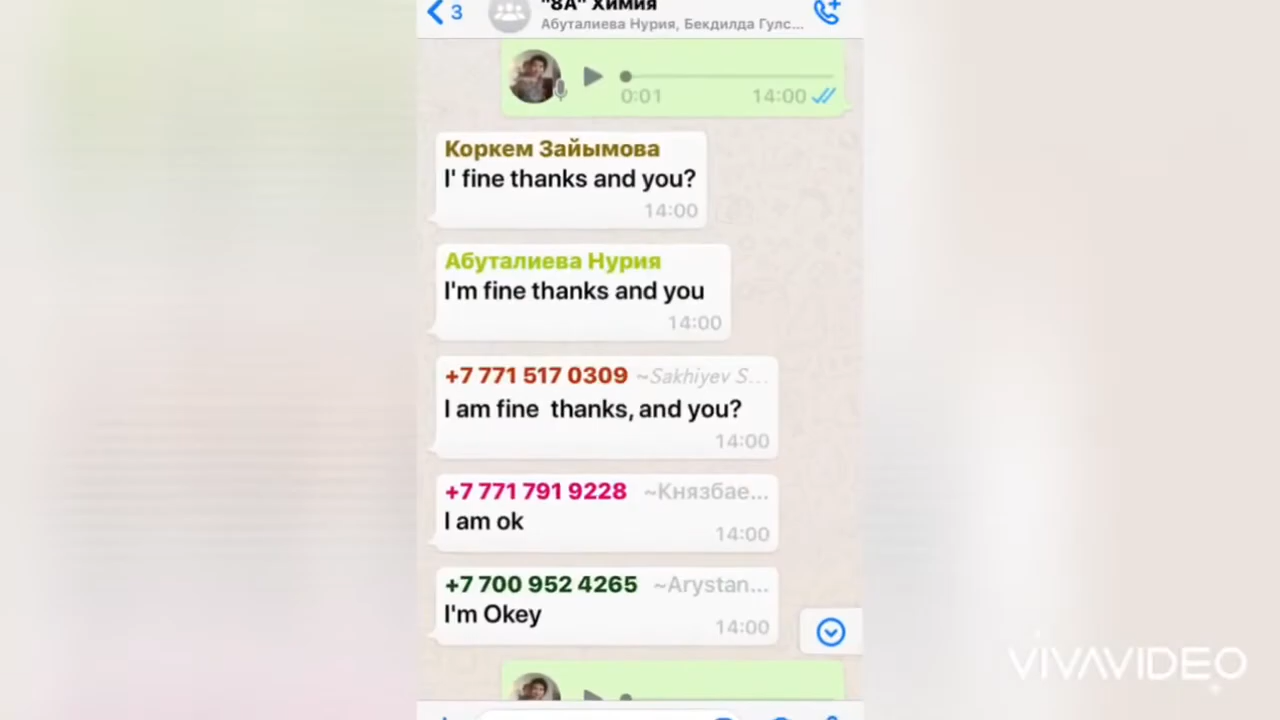 3
"8А" Химия
Абуталиева Нурия, Бекдилда Гулс...
0:01 14:00
Коркем Зайымова
I' fine thanks and you?
14:00
Абуталиева Нурия
I'm fine thanks and you
14:00
+7 771 517 0309 ~Sakhiyev S...
I am fine  thanks, and you?
14:00
+7 771 791 9228 ~Князбае...
I am ok
14:00
+7 700 952 4265 ~Arystan...
I'm Okey
14:00
VIVAVIDEO